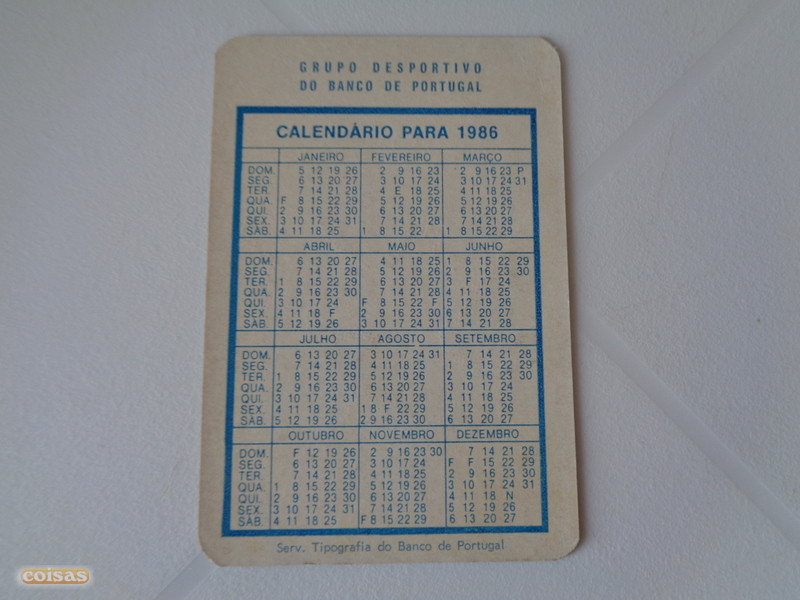 GRUPO DESPORTIVO
DO BANCO DE PORTUGAL
CALENDÁRIO PARA 1986
JANEIRO FEVEREIRO MARÇO
DOM. 5 12 19 26 2 9 16 23 2 9 16 23 P
SEG. 6 13 20 27 3 10 17 24 3 10 17 24 31
TER. 7 14 21 28 4 E 18 25 4 11 18 25
QUA. F 8 15 22 29 5 12 19 26 5 12 19 26
QUI. 2 9 16 23 30 6 13 20 27 6 13 20 27
SEX. 3 10 17 24 31 7 14 21 28 7 14 21 28
SÁB. 4 11 18 25 1 8 15 22 1 8 15 22 29
ABRIL MAIO JUNHO
DOM. 6 13 20 27 4 11 18 25 1 8 15 22 29
SEG. 7 14 21 28 5 12 19 26 2 9 16 23 30
TER. 1 8 15 22 29 6 13 20 27 3 F 17 24
QUA. 2 9 16 23 30 7 14 21 28 4 11 18 25
QUI. 3 10 17 24 F 8 15 22 F 5 12 19 26
SEX. 4 11 18 F 2 9 16 23 30 6 13 20 27
SÁB. 5 12 19 26 3 10 17 24 31 7 14 21 28
JULHO AGOSTO SETEMBRO
DOM. 6 13 20 27 3 10 17 24 31 7 14 21 28
SEG. 7 14 21 28 4 11 18 25 1 8 15 22 29
TER. 1 8 15 22 29 5 12 19 26 2 9 16 23 30
QUA. 2 9 16 23 30 6 13 20 27 3 10 17 24
QUI. 3 10 17 24 31 7 14 21 28 4 11 18 25
SEX. 4 11 18 25 1 8 F 22 29 5 12 19 26
SÁB. 5 12 19 26 2 9 16 23 30 6 13 20 27
OUTUBRO NOVEMBRO DEZEMBRO
DOM. F 12 19 26 2 9 16 23 30 7 14 21 28
SEG. 6 13 20 27 3 10 17 24 F F 15 22 29
TER. 7 14 21 28 4 11 18 25 2 9 16 23 30
QUA. 1 8 15 22 29 5 12 19 26 3 10 17 24 31
QUI. 2 9 16 23 30 6 13 20 27 4 11 18 N
SEX. 3 10 17 24 31 7 14 21 28 5 12 19 26
SÁB. 4 11 18 25 F 8 15 22 29 6 13 20 27
Serv. Tipografia do Banco de Portugal
coisas